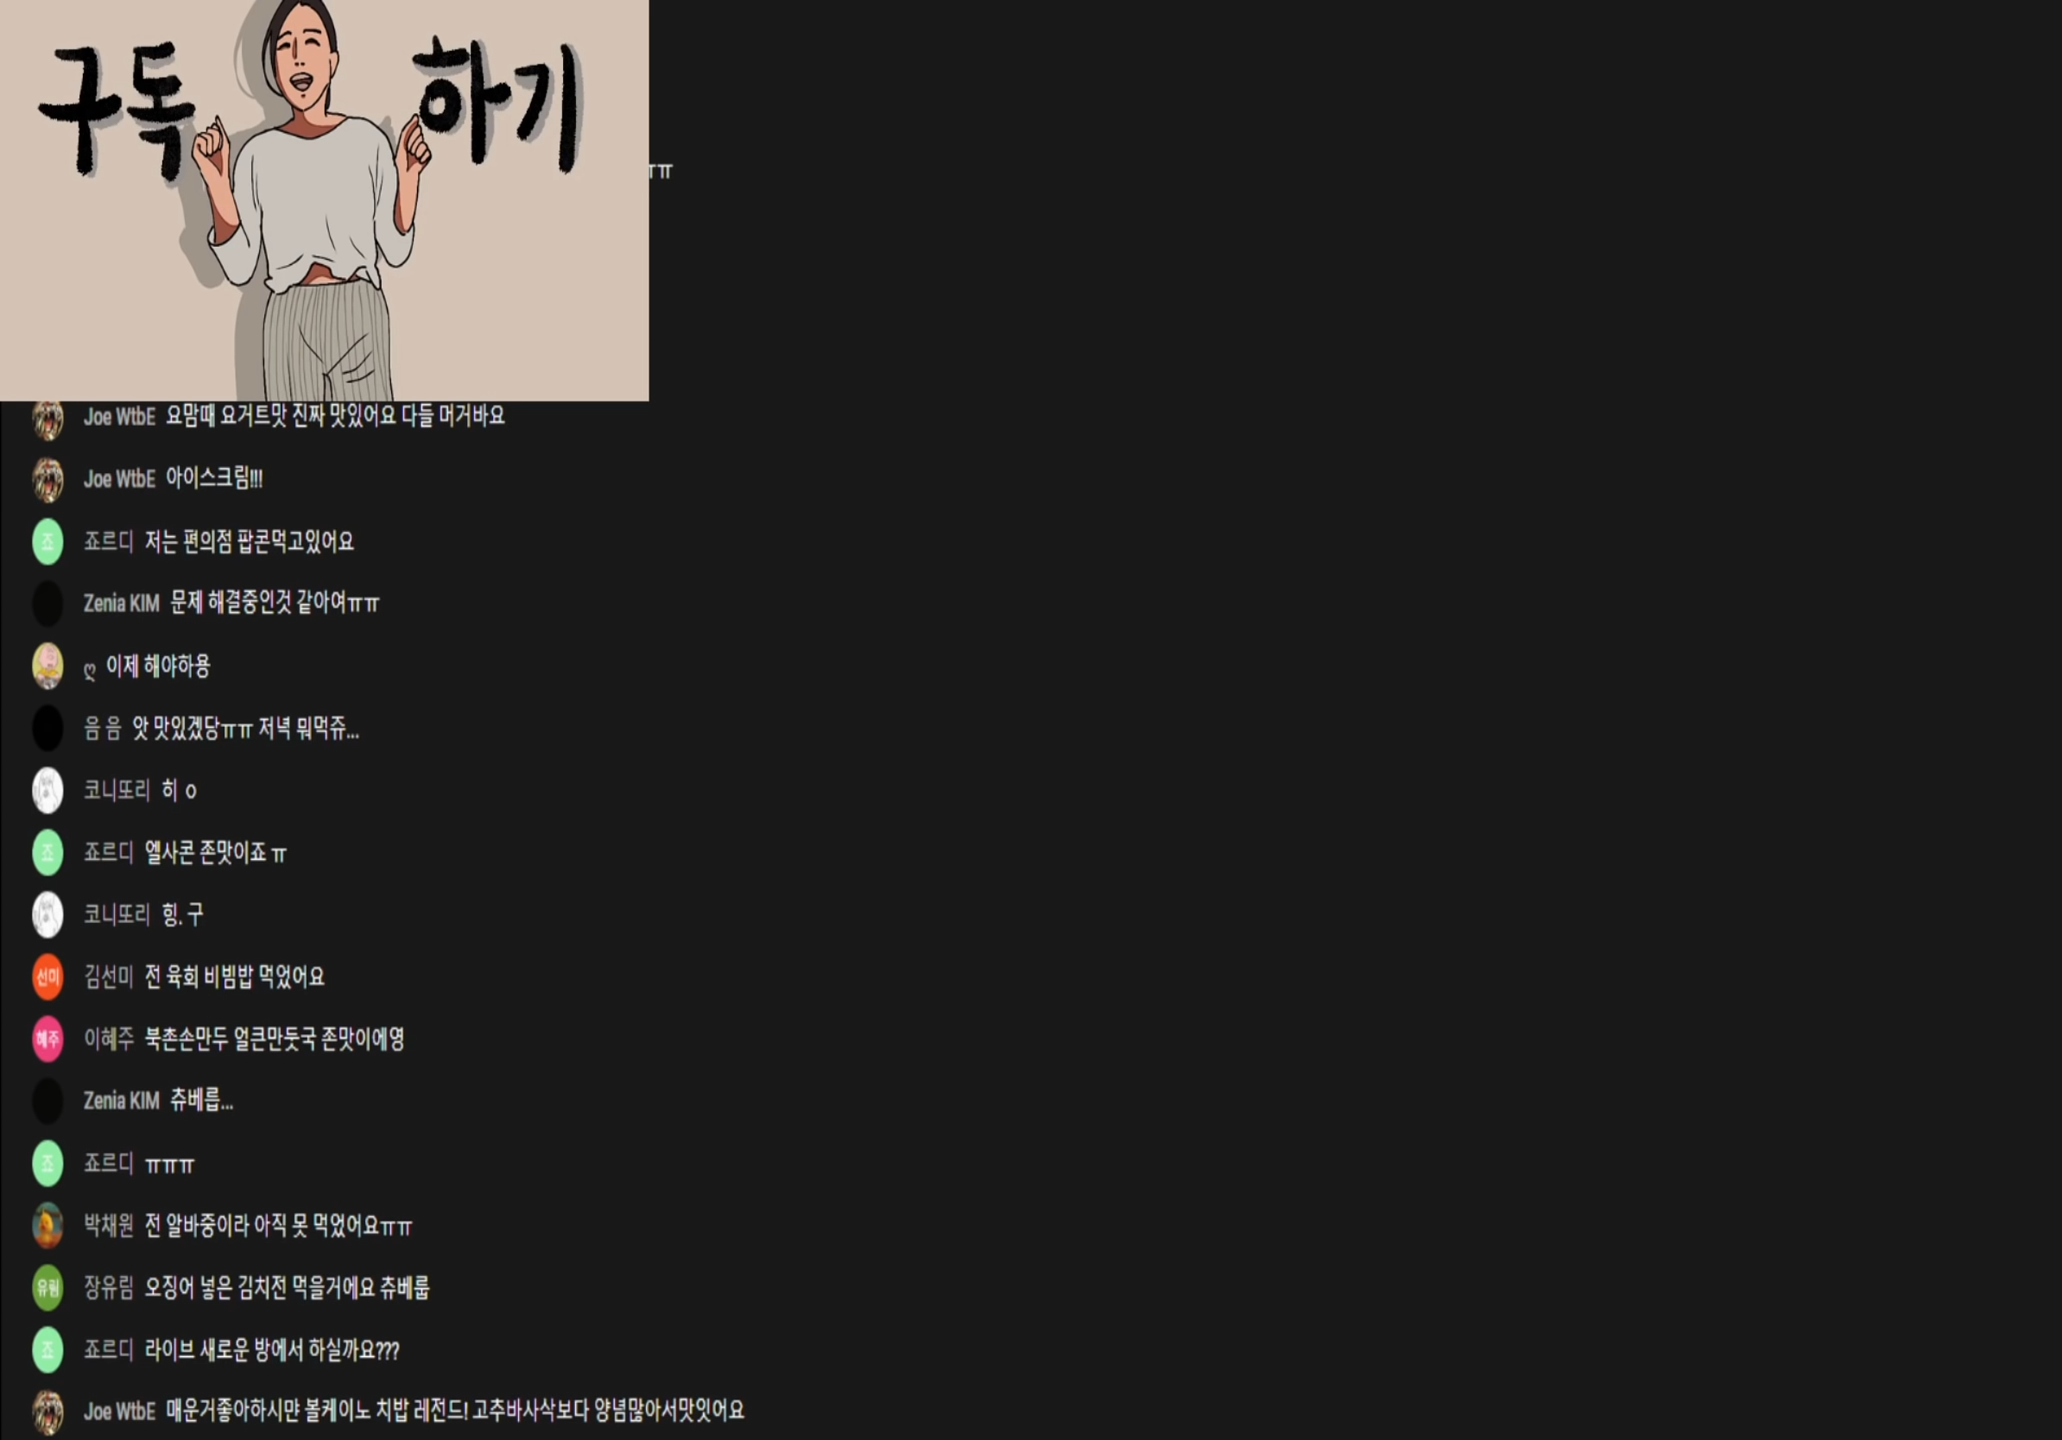 구독 하기
ㅠㅠ
Joe WtbE 요맘때 요거트맛 진짜 맛있어요 다들 머거바요
Joe WtbE 아이스크림!!!
죠 죠르디 저는 편의점 팝콘먹고있어요
Zenia KIM 문제 해결중인것 같아여ㅠㅠ
ღ 이제 해야하용
음 음 앗 맛있겠당ㅠㅠ 저녁 뭐먹쥬...
코니또리 히 ㅇ
죠 죠르디 엘사콘 존맛이죠 ㅠ
코니또리 힝. 구
선미 김선미 전 육회 비빔밥 먹었어요
혜주 이혜주 북촌손만두 얼큰만둣국 존맛이에영
Zenia KIM 츄베릅...
죠 죠르디 ㅠㅠㅠ
박채원 전 알바중이라 아직 못 먹었어요ㅠㅠ
유림 장유림 오징어 넣은 김치전 먹을거에요 츄베룹
죠 죠르디 라이브 새로운 방에서 하실까요???
Joe WtbE 매운거좋아하시먄 볼케이노 치밥 레전드! 고추바사삭보다 양념많아서맛잇어요